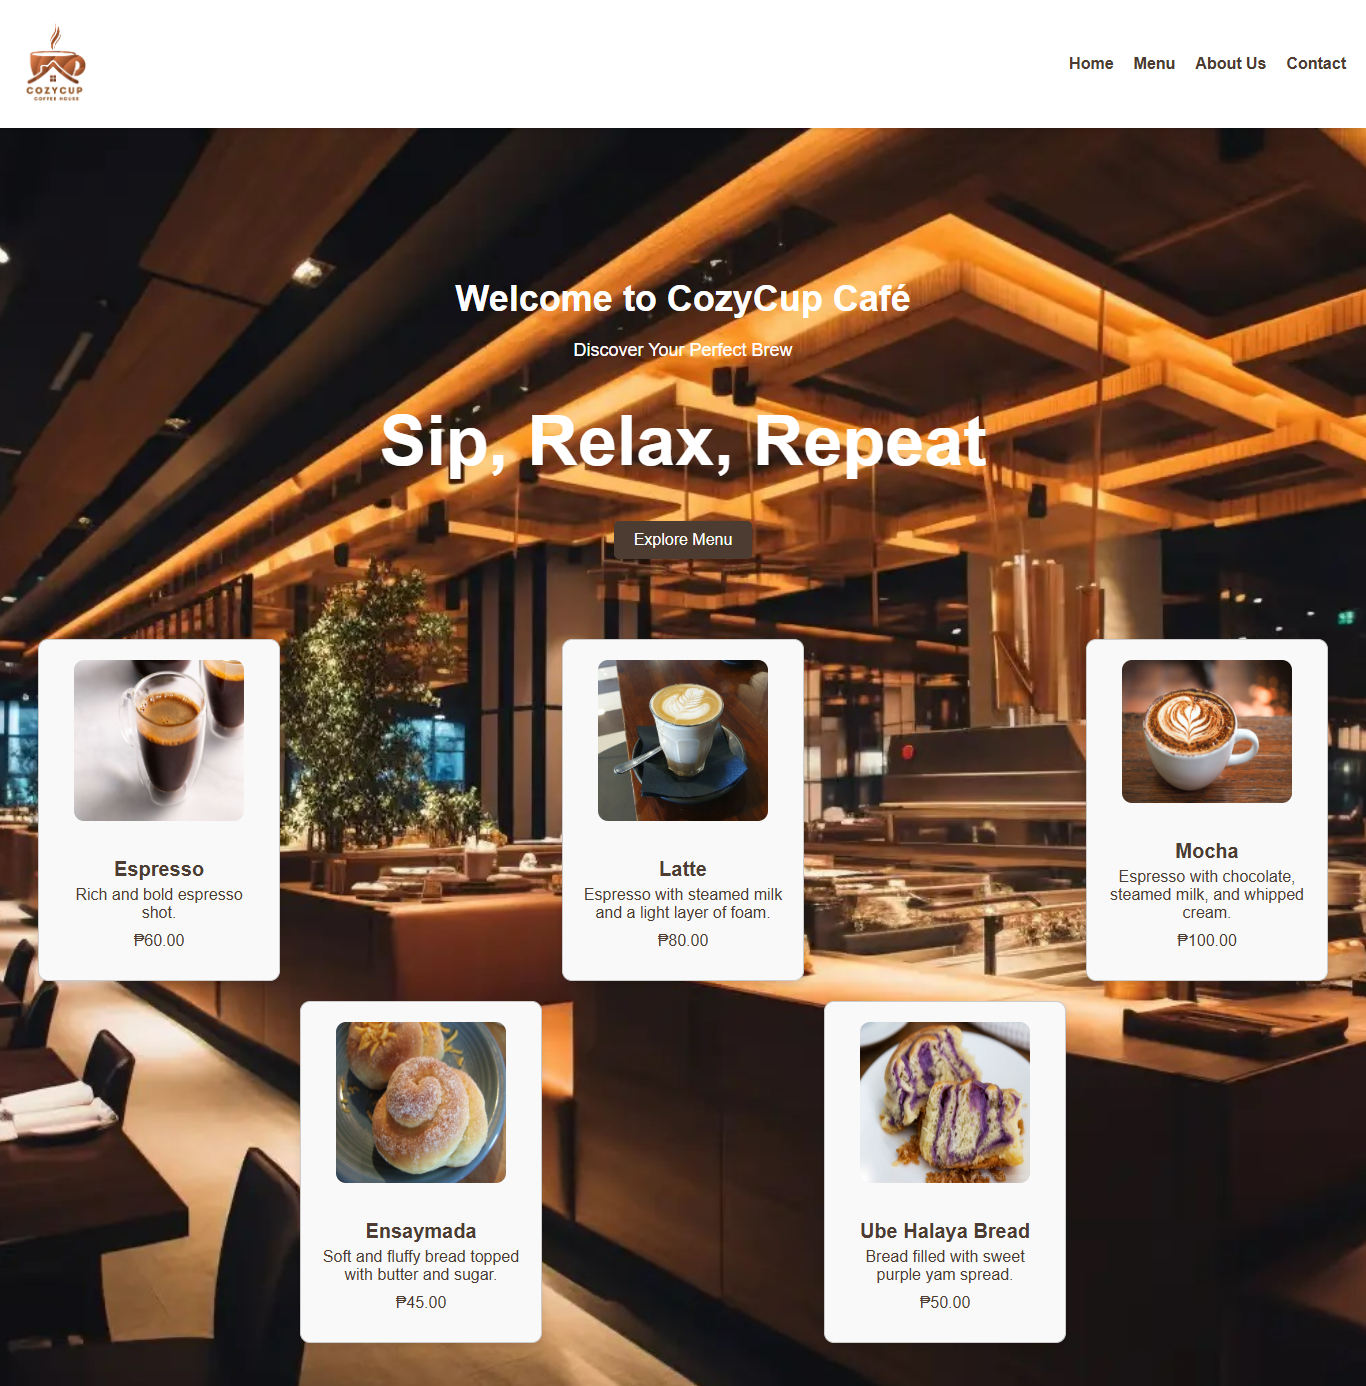 COZYCUP
COFFEE HOUSE
Home Menu About Us Contact
Welcome to CozyCup Café
Discover Your Perfect Brew
Sip, Relax, Repeat
Explore Menu
Espresso
Rich and bold espresso
shot.
₱60.00
Latte
Espresso with steamed milk
and a light layer of foam.
₱80.00
Mocha
Espresso with chocolate,
steamed milk, and whipped
cream.
₱100.00
Ensaymada
Soft and fluffy bread topped
with butter and sugar.
₱45.00
Ube Halaya Bread
Bread filled with sweet
purple yam spread.
₱50.00